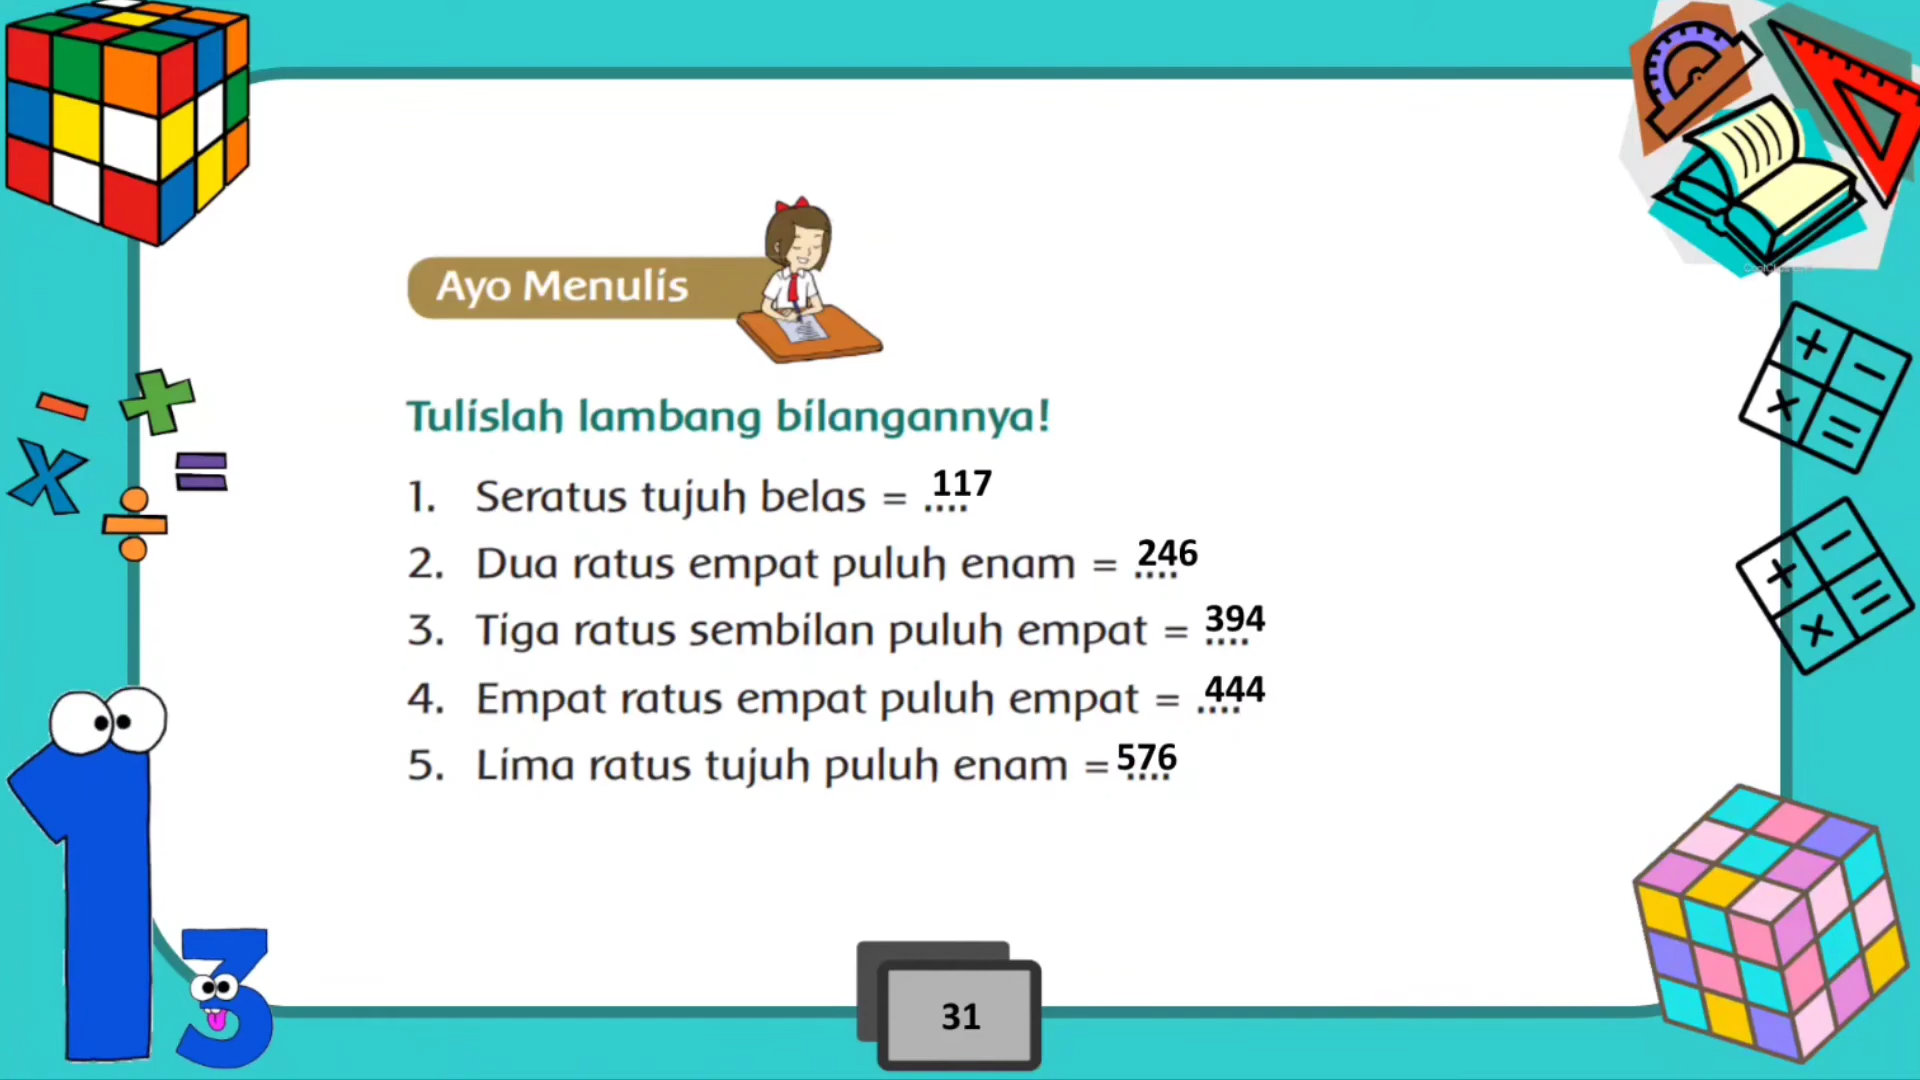 Ayo Menulis
Tulislah lambang bilangannya!
1. Seratus tujuh belas = .... 117
2. Dua ratus empat puluh enam = .... 246
3. Tiga ratus sembilan puluh empat = .... 394
4. Empat ratus empat puluh empat = .... 444
5. Lima ratus tujuh puluh enam = .... 576
31